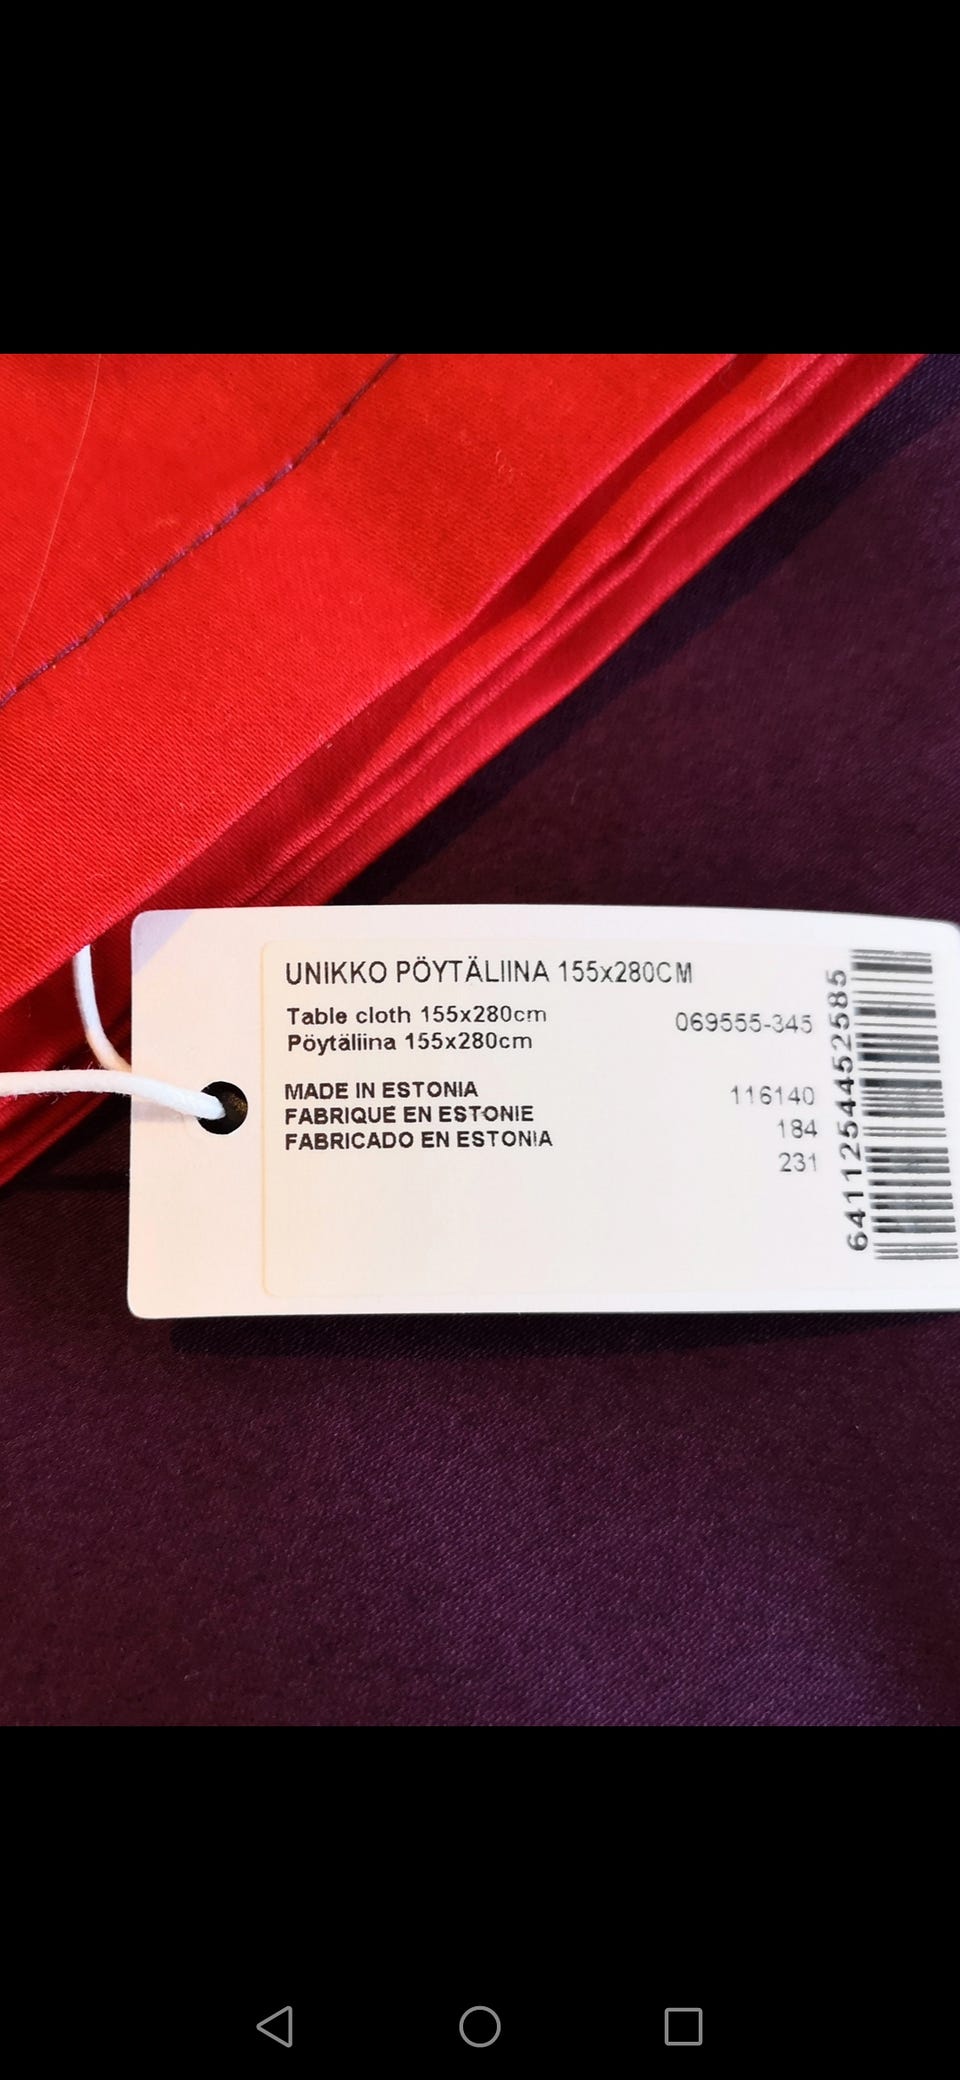 UNIKKO PÖYTÄLIINA 155x280CM
Table cloth 155x280cm
Pöytäliina 155x280cm
069555-345
MADE IN ESTONIA
FABRIQUE EN ESTONIE
FABRICADO EN ESTONIA
116140
184
231
6411254452585